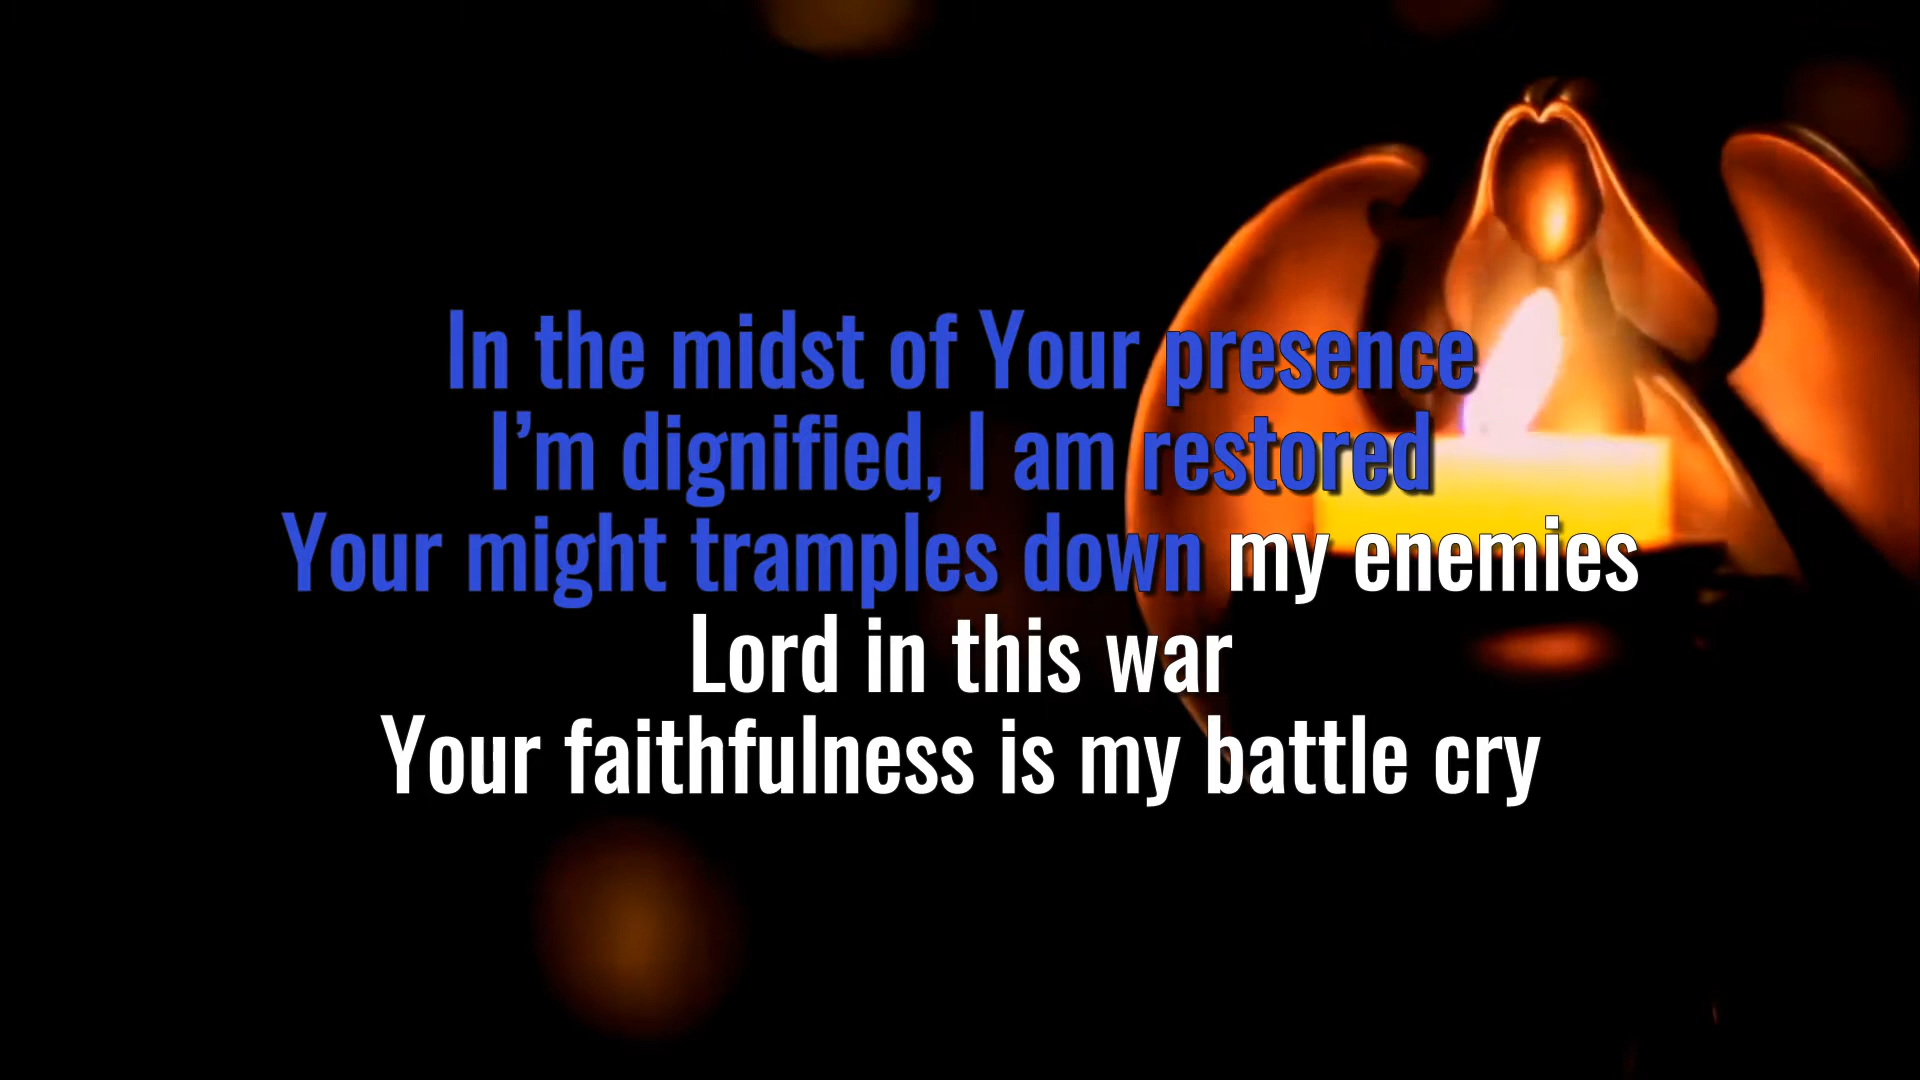 In the midst of Your presence
I’m dignified, I am restored
Your might tramples down my enemies
Lord in this war
Your faithfulness is my battle cry